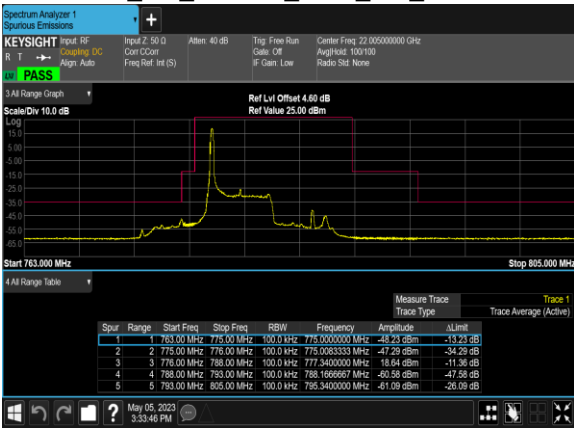 Spectrum Analyzer 1
Spurious Emissions
KEYSIGHT Input: RF Input Z: 50 Ω Atten: 40 dB Trig: Free Run Center Freq: 22.005000000 GHz
R T Coupling: DC Corr CCorr Gate: Off Avg|Hold: 100/100
Align: Auto Freq Ref: Int (S) IF Gain: Low Radio Std: None
PASS
3 All Range Graph
Ref Lvl Offset 4.60 dB
Scale/Div 10.0 dB Ref Value 25.00 dBm
Log
15.0
5.00
-5.00
-15.0
-25.0
-35.0
-45.0
-55.0
-65.0
Start 763.000 MHz Stop 805.000 MHz
4 All Range Table
Measure Trace Trace 1
Trace Type Trace Average (Active)
Spur Range Start Freq Stop Freq RBW Frequency Amplitude ΔLimit
1 1 763.00 MHz 775.00 MHz 100.0 kHz 775.0000000 MHz -48.23 dBm -13.23 dB
2 2 775.00 MHz 776.00 MHz 100.0 kHz 775.0083333 MHz -47.29 dBm -34.29 dB
3 3 776.00 MHz 788.00 MHz 100.0 kHz 777.3400000 MHz 18.64 dBm -11.36 dB
4 4 788.00 MHz 793.00 MHz 100.0 kHz 788.1666667 MHz -60.58 dBm -47.58 dB
5 5 793.00 MHz 805.00 MHz 100.0 kHz 795.3400000 MHz -61.09 dBm -26.09 dB
May 05, 2023
3:33:46 PM